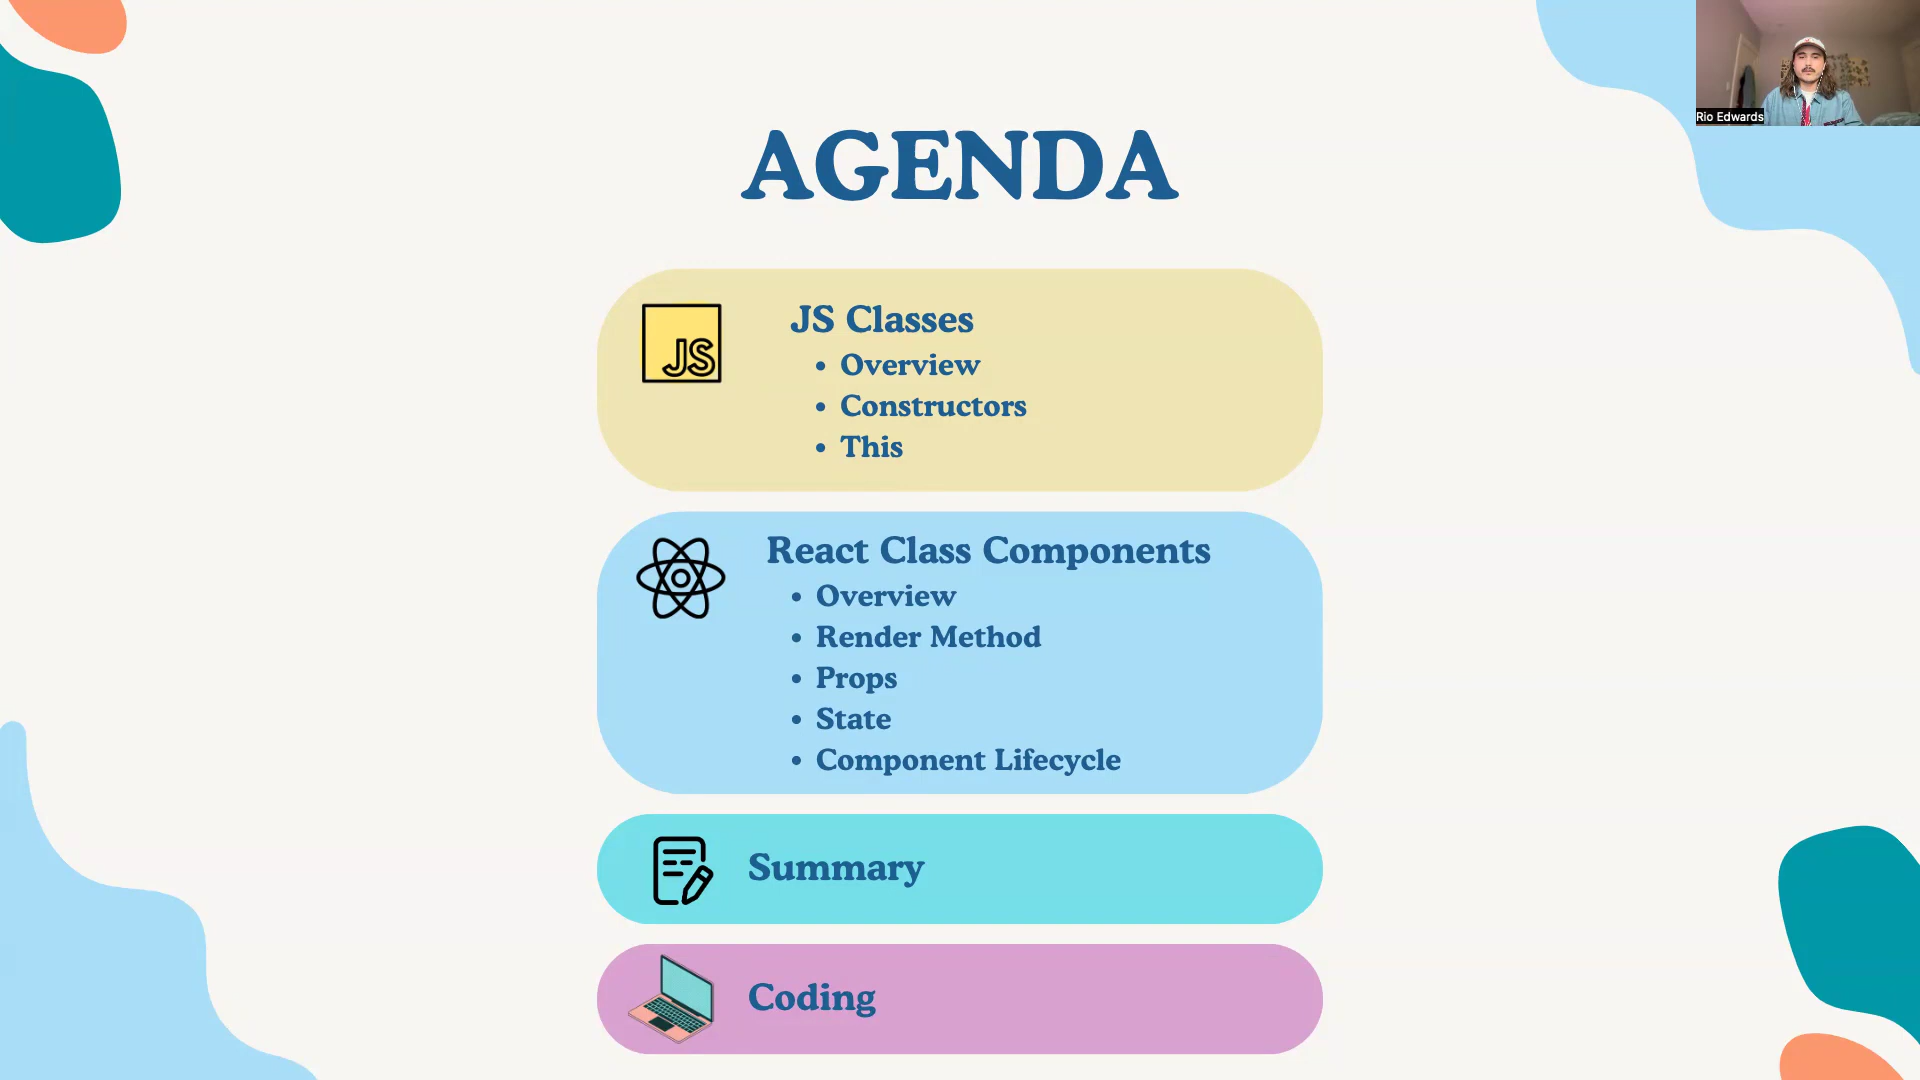 AGENDA
Rio Edwards
JS
JS Classes
• Overview
• Constructors
• This
React Class Components
• Overview
• Render Method
• Props
• State
• Component Lifecycle
Summary
Coding